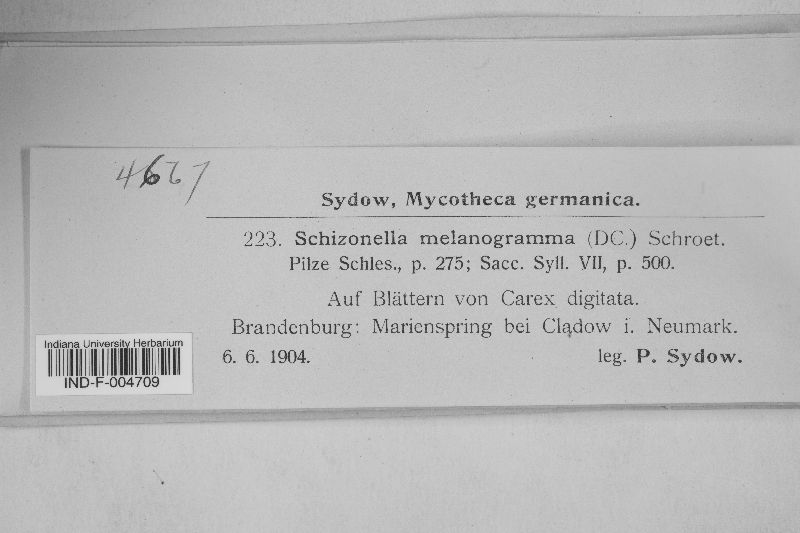 4627
Sydow, Mycotheca germanica.
223. Schizonella melanogramma (DC.) Schroet.
Pilze Schles., p. 275; Sacc. Syll. VII, p. 500.
Auf Blättern von Carex digitata.
Brandenburg: Marienspring bei Cladow i. Neumark.
6. 6. 1904. leg. P. Sydow.
Indiana University Herbarium
IND-F-004709